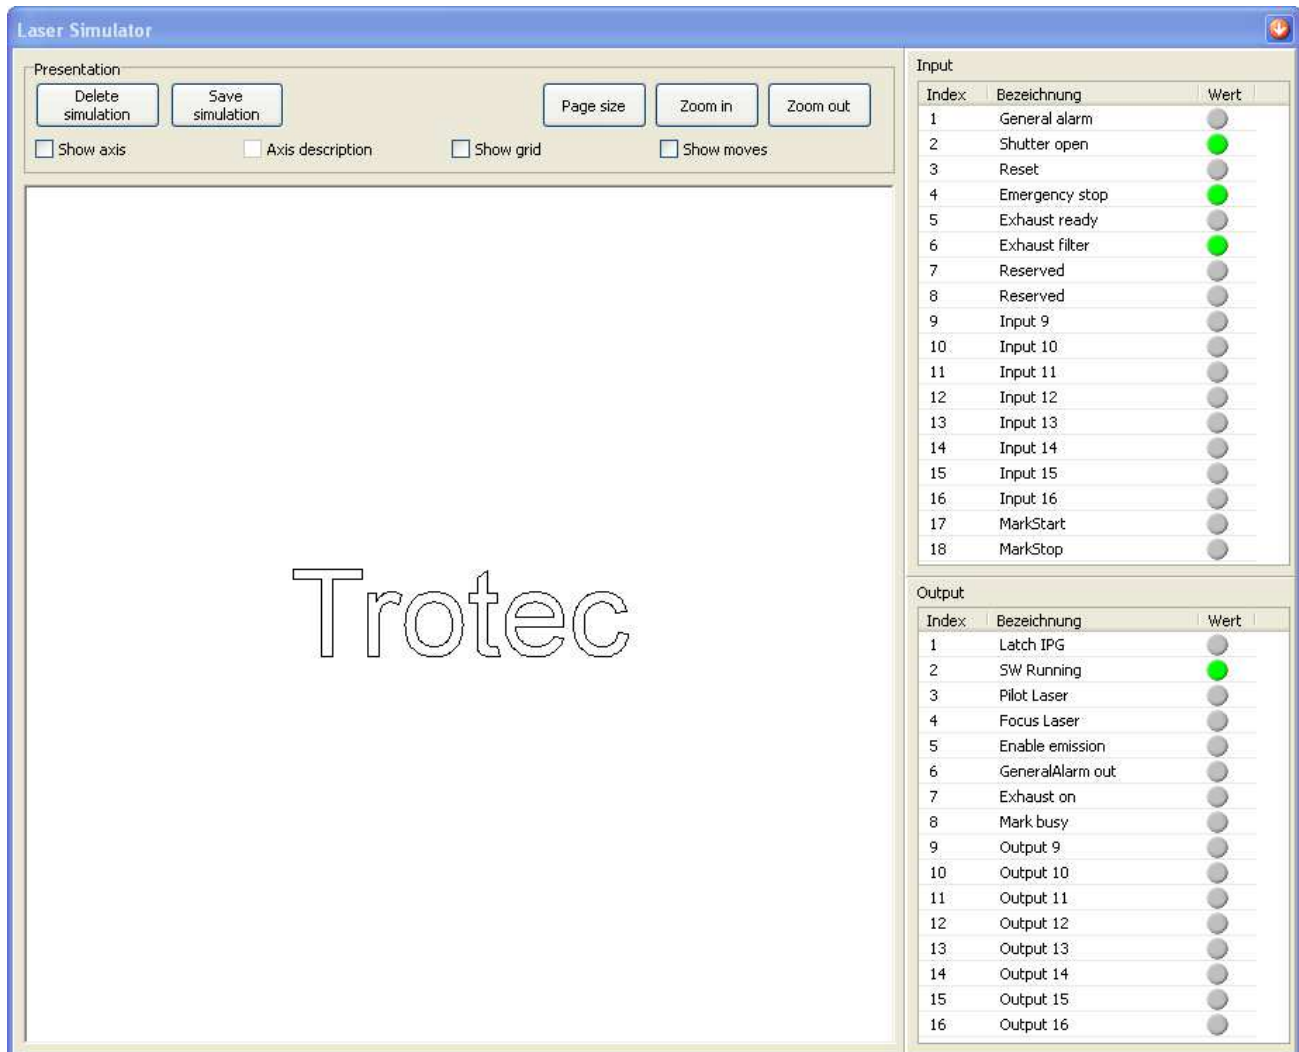 Laser Simulator
Presentation
Delete simulation
Save simulation
Page size
Zoom in
Zoom out
Show axis
Axis description
Show grid
Show moves
Trotec
Input
Index Bezeichnung Wert
1 General alarm
2 Shutter open
3 Reset
4 Emergency stop
5 Exhaust ready
6 Exhaust filter
7 Reserved
8 Reserved
9 Input 9
10 Input 10
11 Input 11
12 Input 12
13 Input 13
14 Input 14
15 Input 15
16 Input 16
17 MarkStart
18 MarkStop
Output
Index Bezeichnung Wert
1 Latch IPG
2 SW Running
3 Pilot Laser
4 Focus Laser
5 Enable emission
6 GeneralAlarm out
7 Exhaust on
8 Mark busy
9 Output 9
10 Output 10
11 Output 11
12 Output 12
13 Output 13
14 Output 14
15 Output 15
16 Output 16